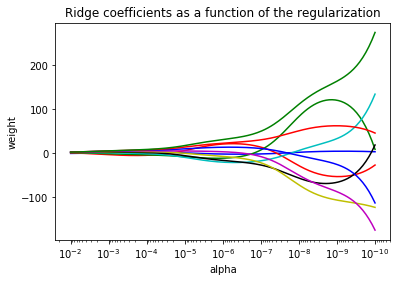 Ridge coefficients as a function of the regularization
weight
200
100
0
−100
10⁻² 10⁻³ 10⁻⁴ 10⁻⁵ 10⁻⁶ 10⁻⁷ 10⁻⁸ 10⁻⁹ 10⁻¹⁰
alpha